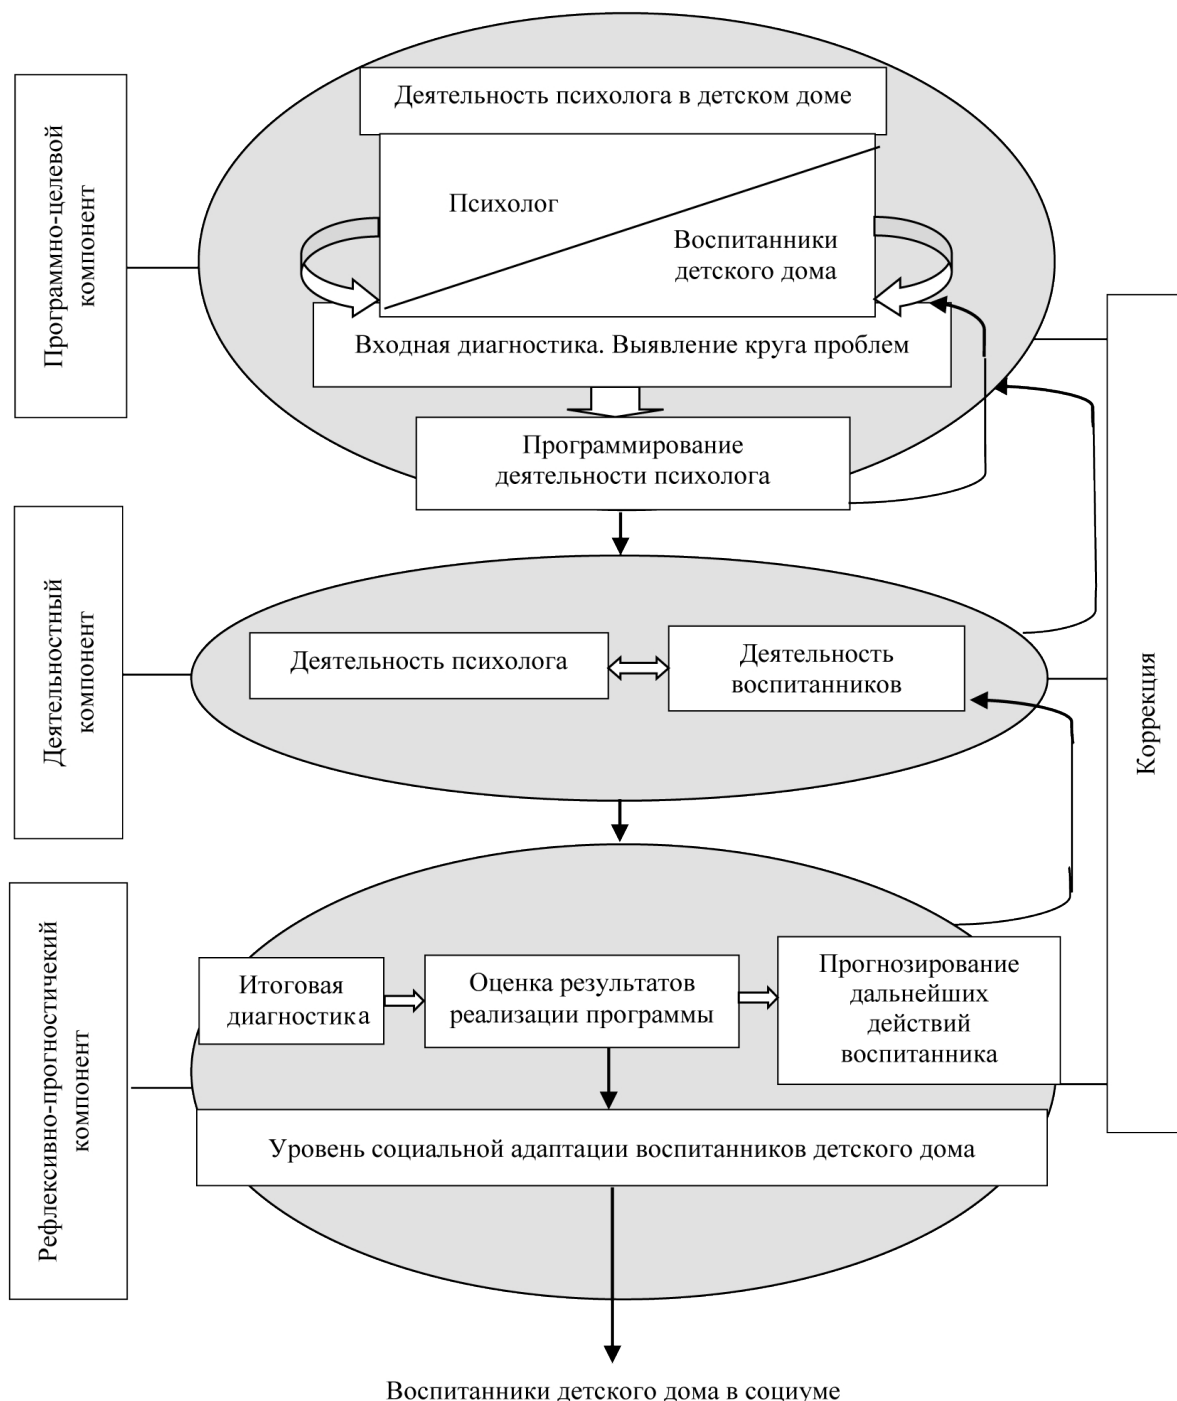 Программно-целевой
компонент
Деятельность психолога в детском доме
Психолог
Воспитанники
детского дома
Входная диагностика. Выявление круга проблем
Программирование
деятельности психолога
Деятельностный
компонент
Деятельность психолога
Деятельность
воспитанников
Коррекция
Рефлексивно-прогностичекий
компонент
Итоговая
диагностика
Оценка результатов
реализации программы
Прогнозирование
дальнейших
действий
воспитанника
Уровень социальной адаптации воспитанников детского дома
Воспитанники детского дома в социуме